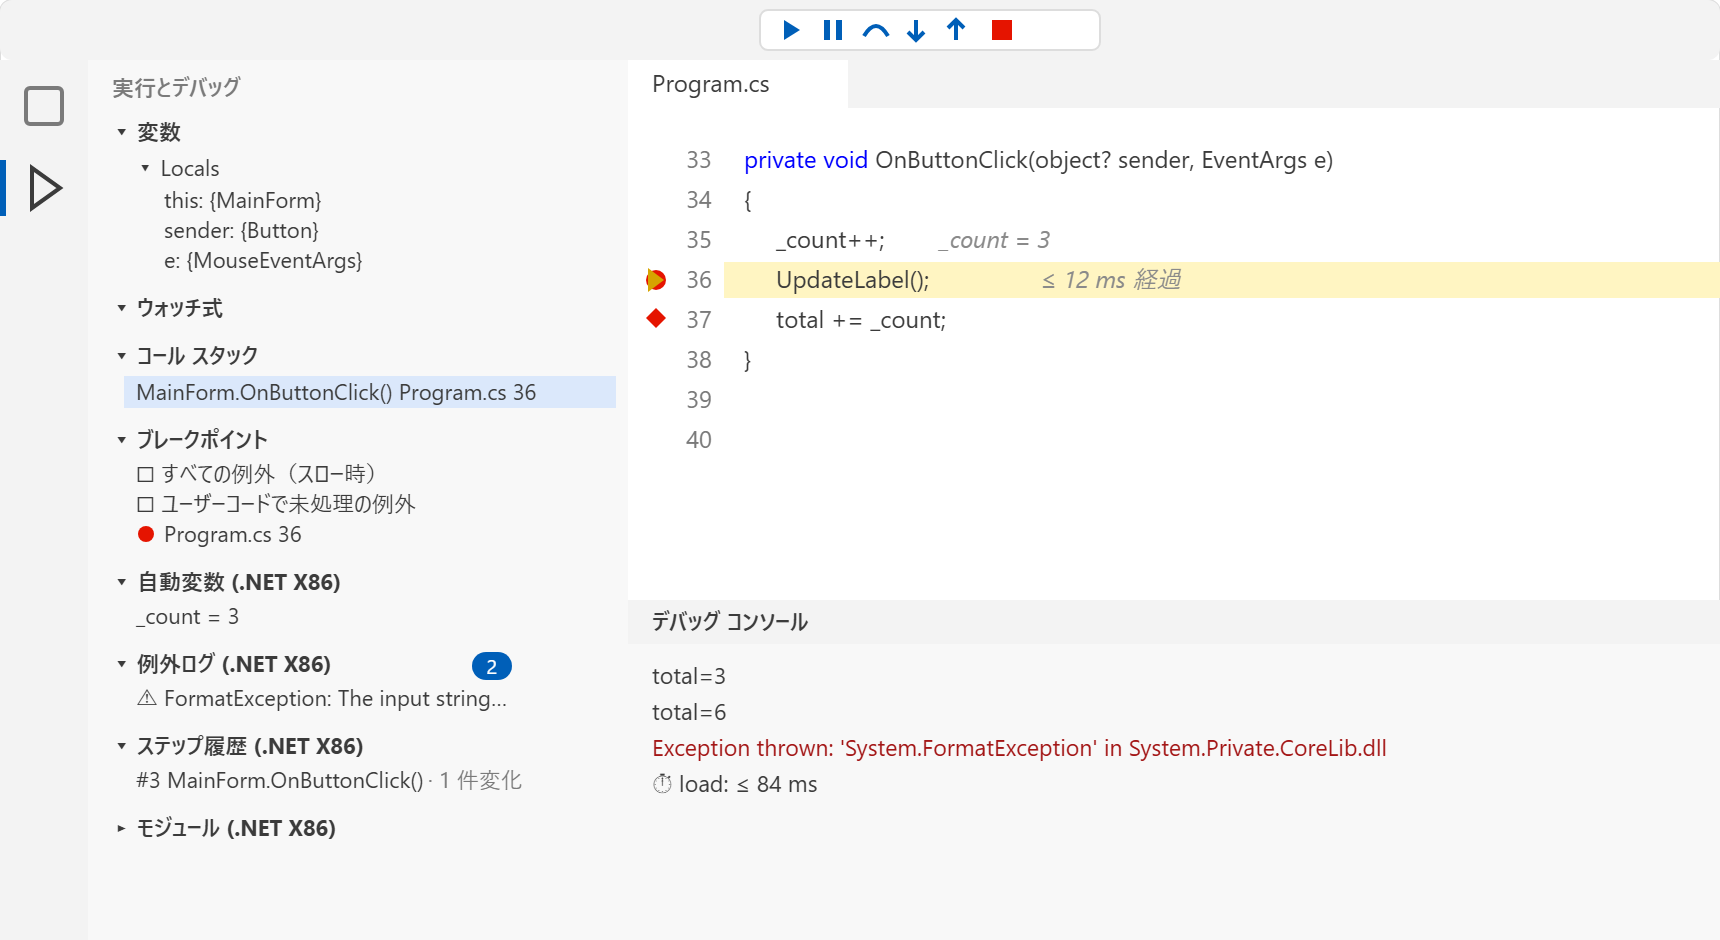 実行とデバッグ
変数
Locals
this: {MainForm}
sender: {Button}
e: {MouseEventArgs}
ウォッチ式
コール スタック
MainForm.OnButtonClick() Program.cs 36
ブレークポイント
すべての例外（スロー時）
ユーザーコードで未処理の例外
Program.cs 36
自動変数 (.NET X86)
_count = 3
例外ログ (.NET X86) 2
⚠ FormatException: The input string...
ステップ履歴 (.NET X86)
#3 MainForm.OnButtonClick() · 1 件変化
モジュール (.NET X86)
Program.cs
33 private void OnButtonClick(object? sender, EventArgs e)
34 {
35 _count++; _count = 3
36 UpdateLabel(); ≤ 12 ms 経過
37 total += _count;
38 }
39
40
デバッグ コンソール
total=3
total=6
Exception thrown: 'System.FormatException' in System.Private.CoreLib.dll
⏱ load: ≤ 84 ms